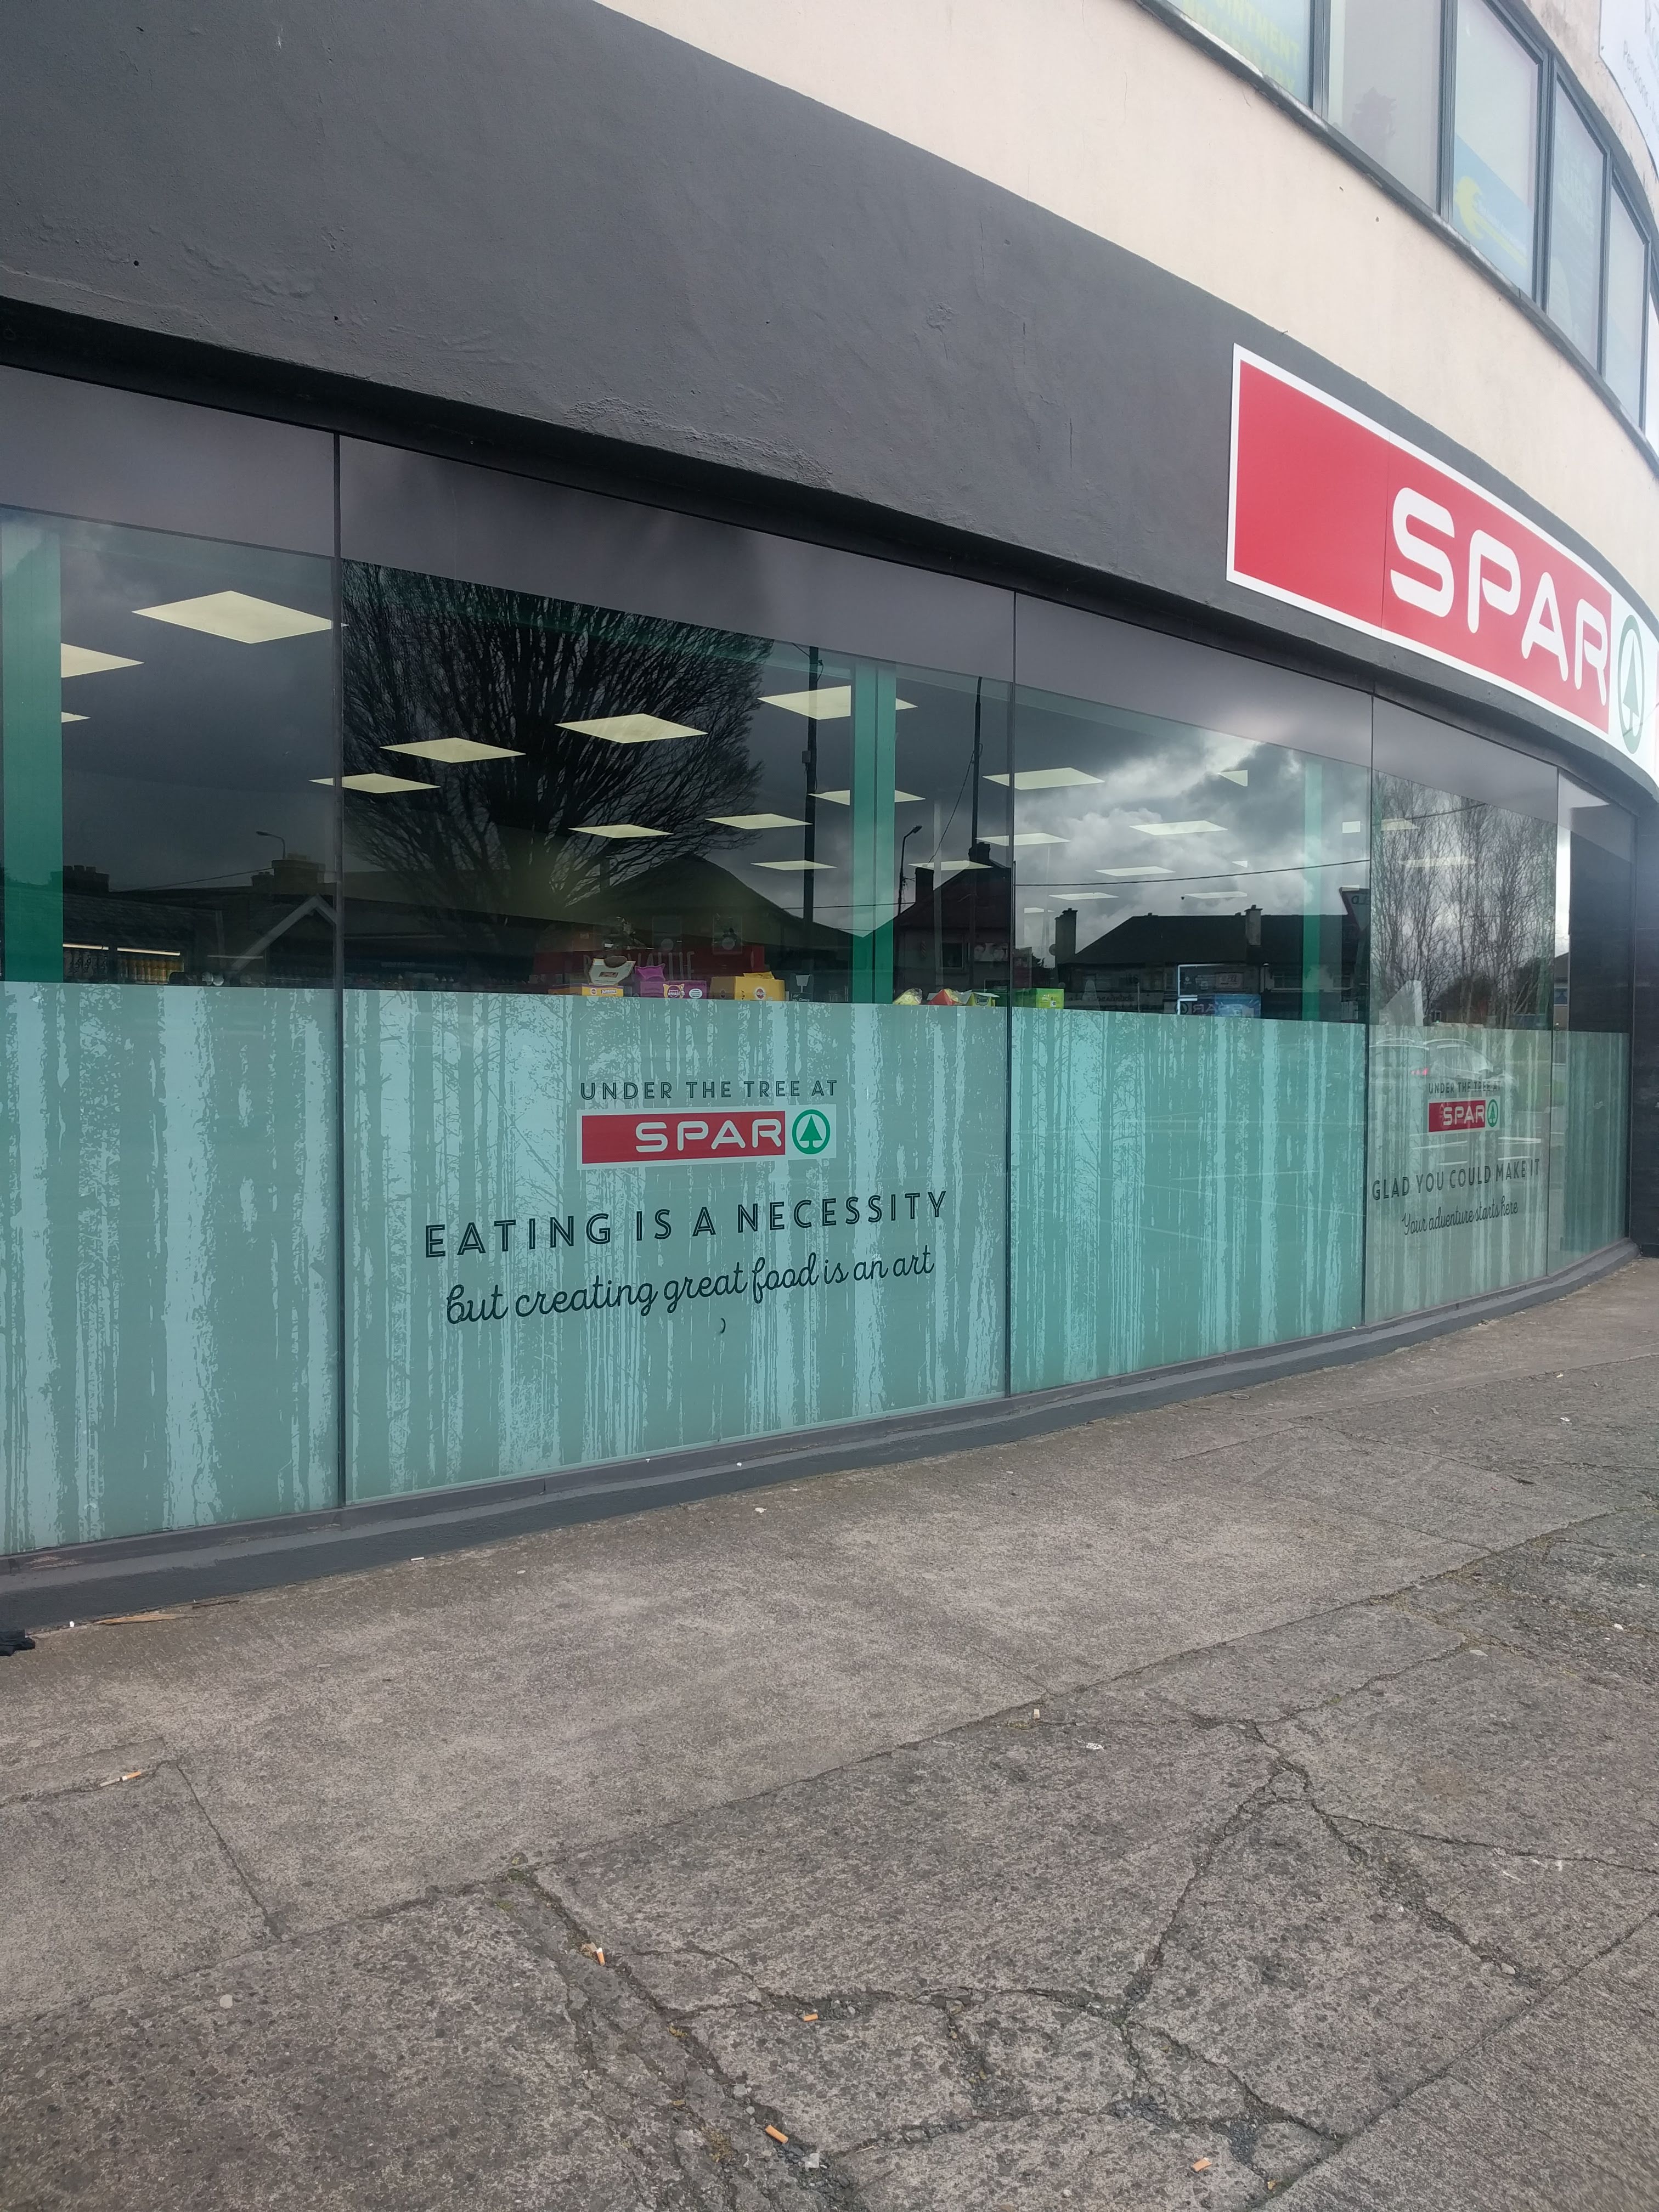 SPAR
UNDER THE TREE AT
SPAR
EATING IS A NECESSITY
but creating great food is an art
UNDER THE TREE AT
SPAR
GLAD YOU COULD MAKE IT
Your adventure starts here